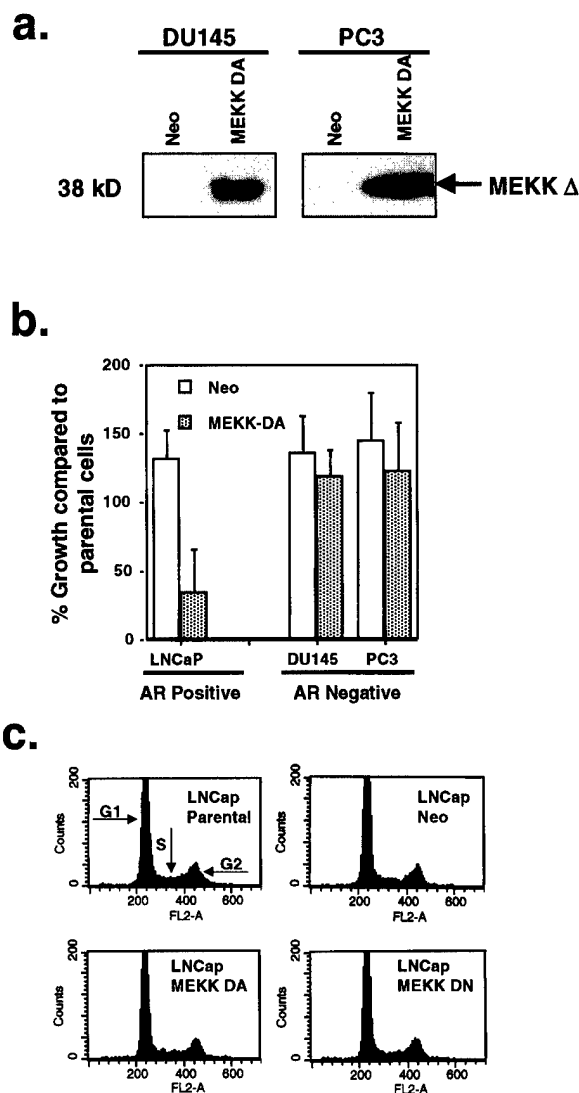 a.
DU145
PC3
Neo
MEKK DA
Neo
MEKK DA
38 kD
MEKK Δ
b.
% Growth compared to
parental cells
200
150
100
50
0
Neo
MEKK-DA
LNCaP
DU145
PC3
AR Positive
AR Negative
c.
Counts
200
0
G1
S
G2
LNCap
Parental
200 400 600
FL2-A
Counts
200
0
LNCap
Neo
200 400 600
FL2-A
Counts
200
0
LNCap
MEKK DA
200 400 600
FL2-A
Counts
200
0
LNCap
MEKK DN
200 400 600
FL2-A